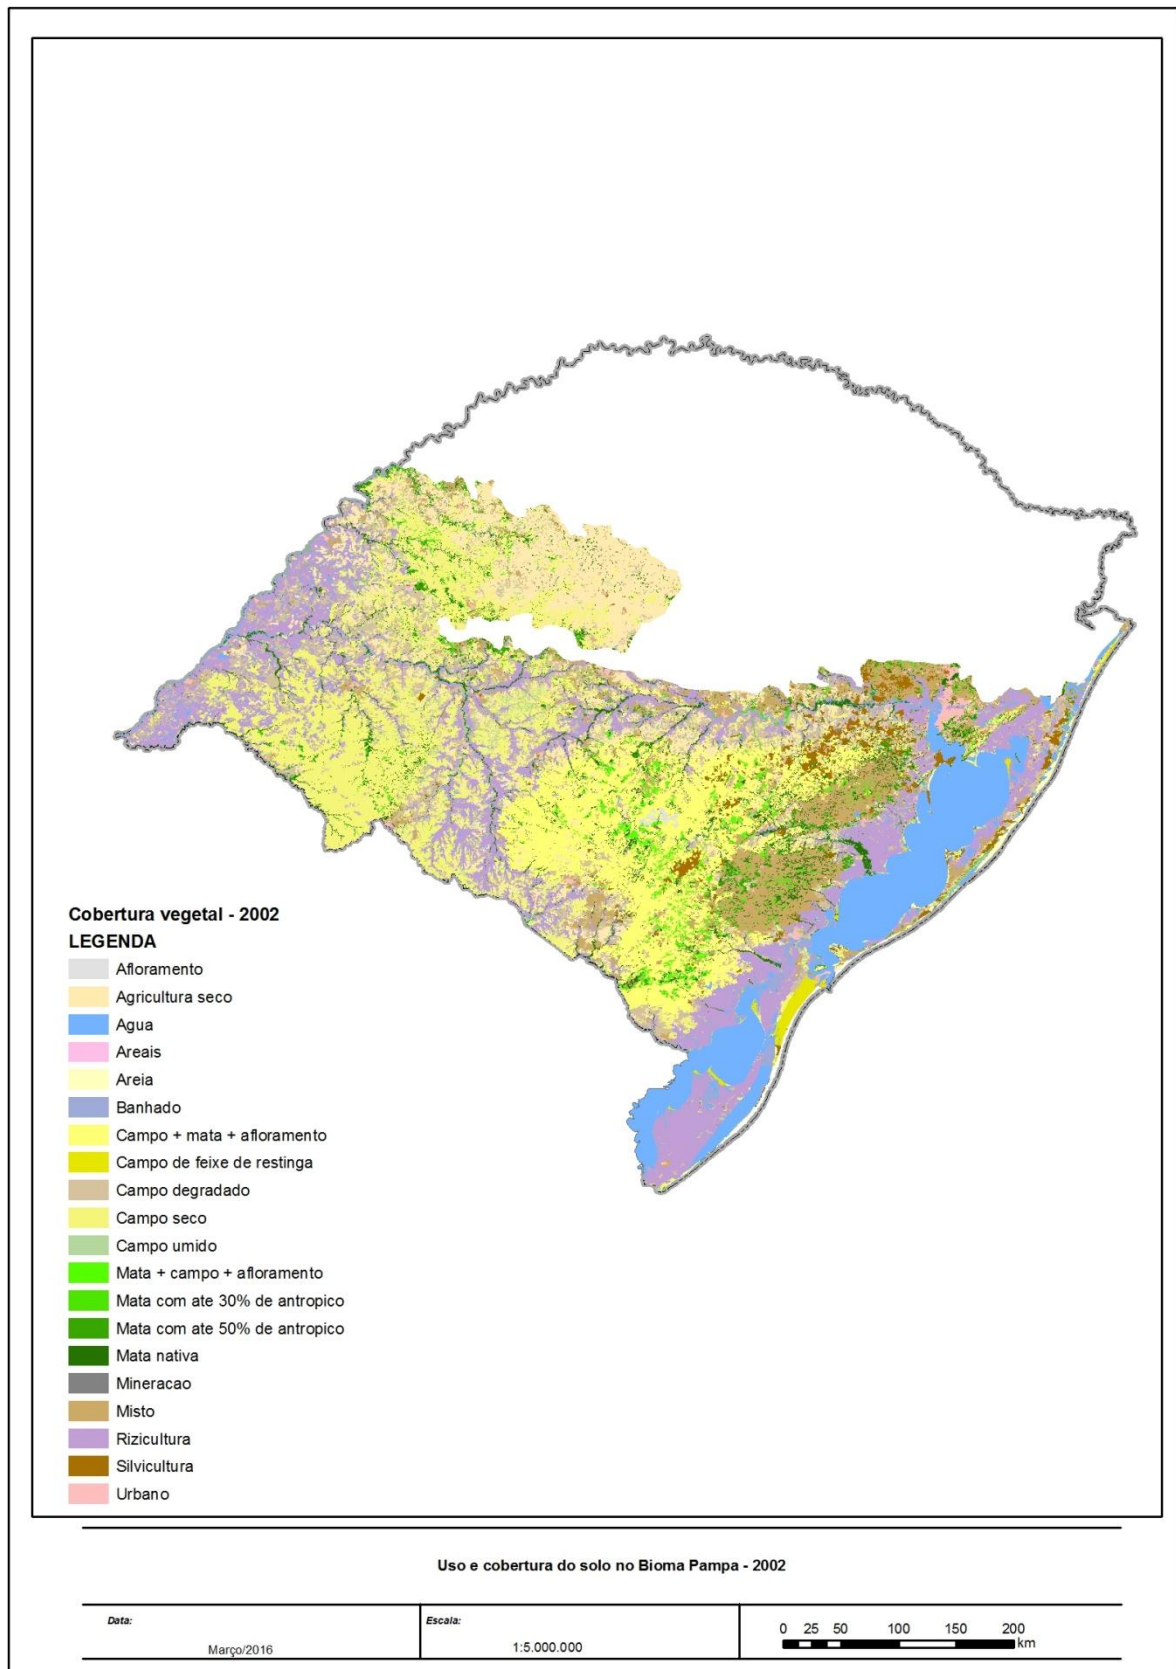 Cobertura vegetal - 2002
LEGENDA
Afloramento
Agricultura seco
Agua
Areais
Areia
Banhado
Campo + mata + afloramento
Campo de feixe de restinga
Campo degradado
Campo seco
Campo umido
Mata + campo + afloramento
Mata com ate 30% de antropico
Mata com ate 50% de antropico
Mata nativa
Mineracao
Misto
Rizicultura
Silvicultura
Urbano
Uso e cobertura do solo no Bioma Pampa - 2002
Data:
Março/2016
Escala:
1:5.000.000
0 25 50 100 150 200
km